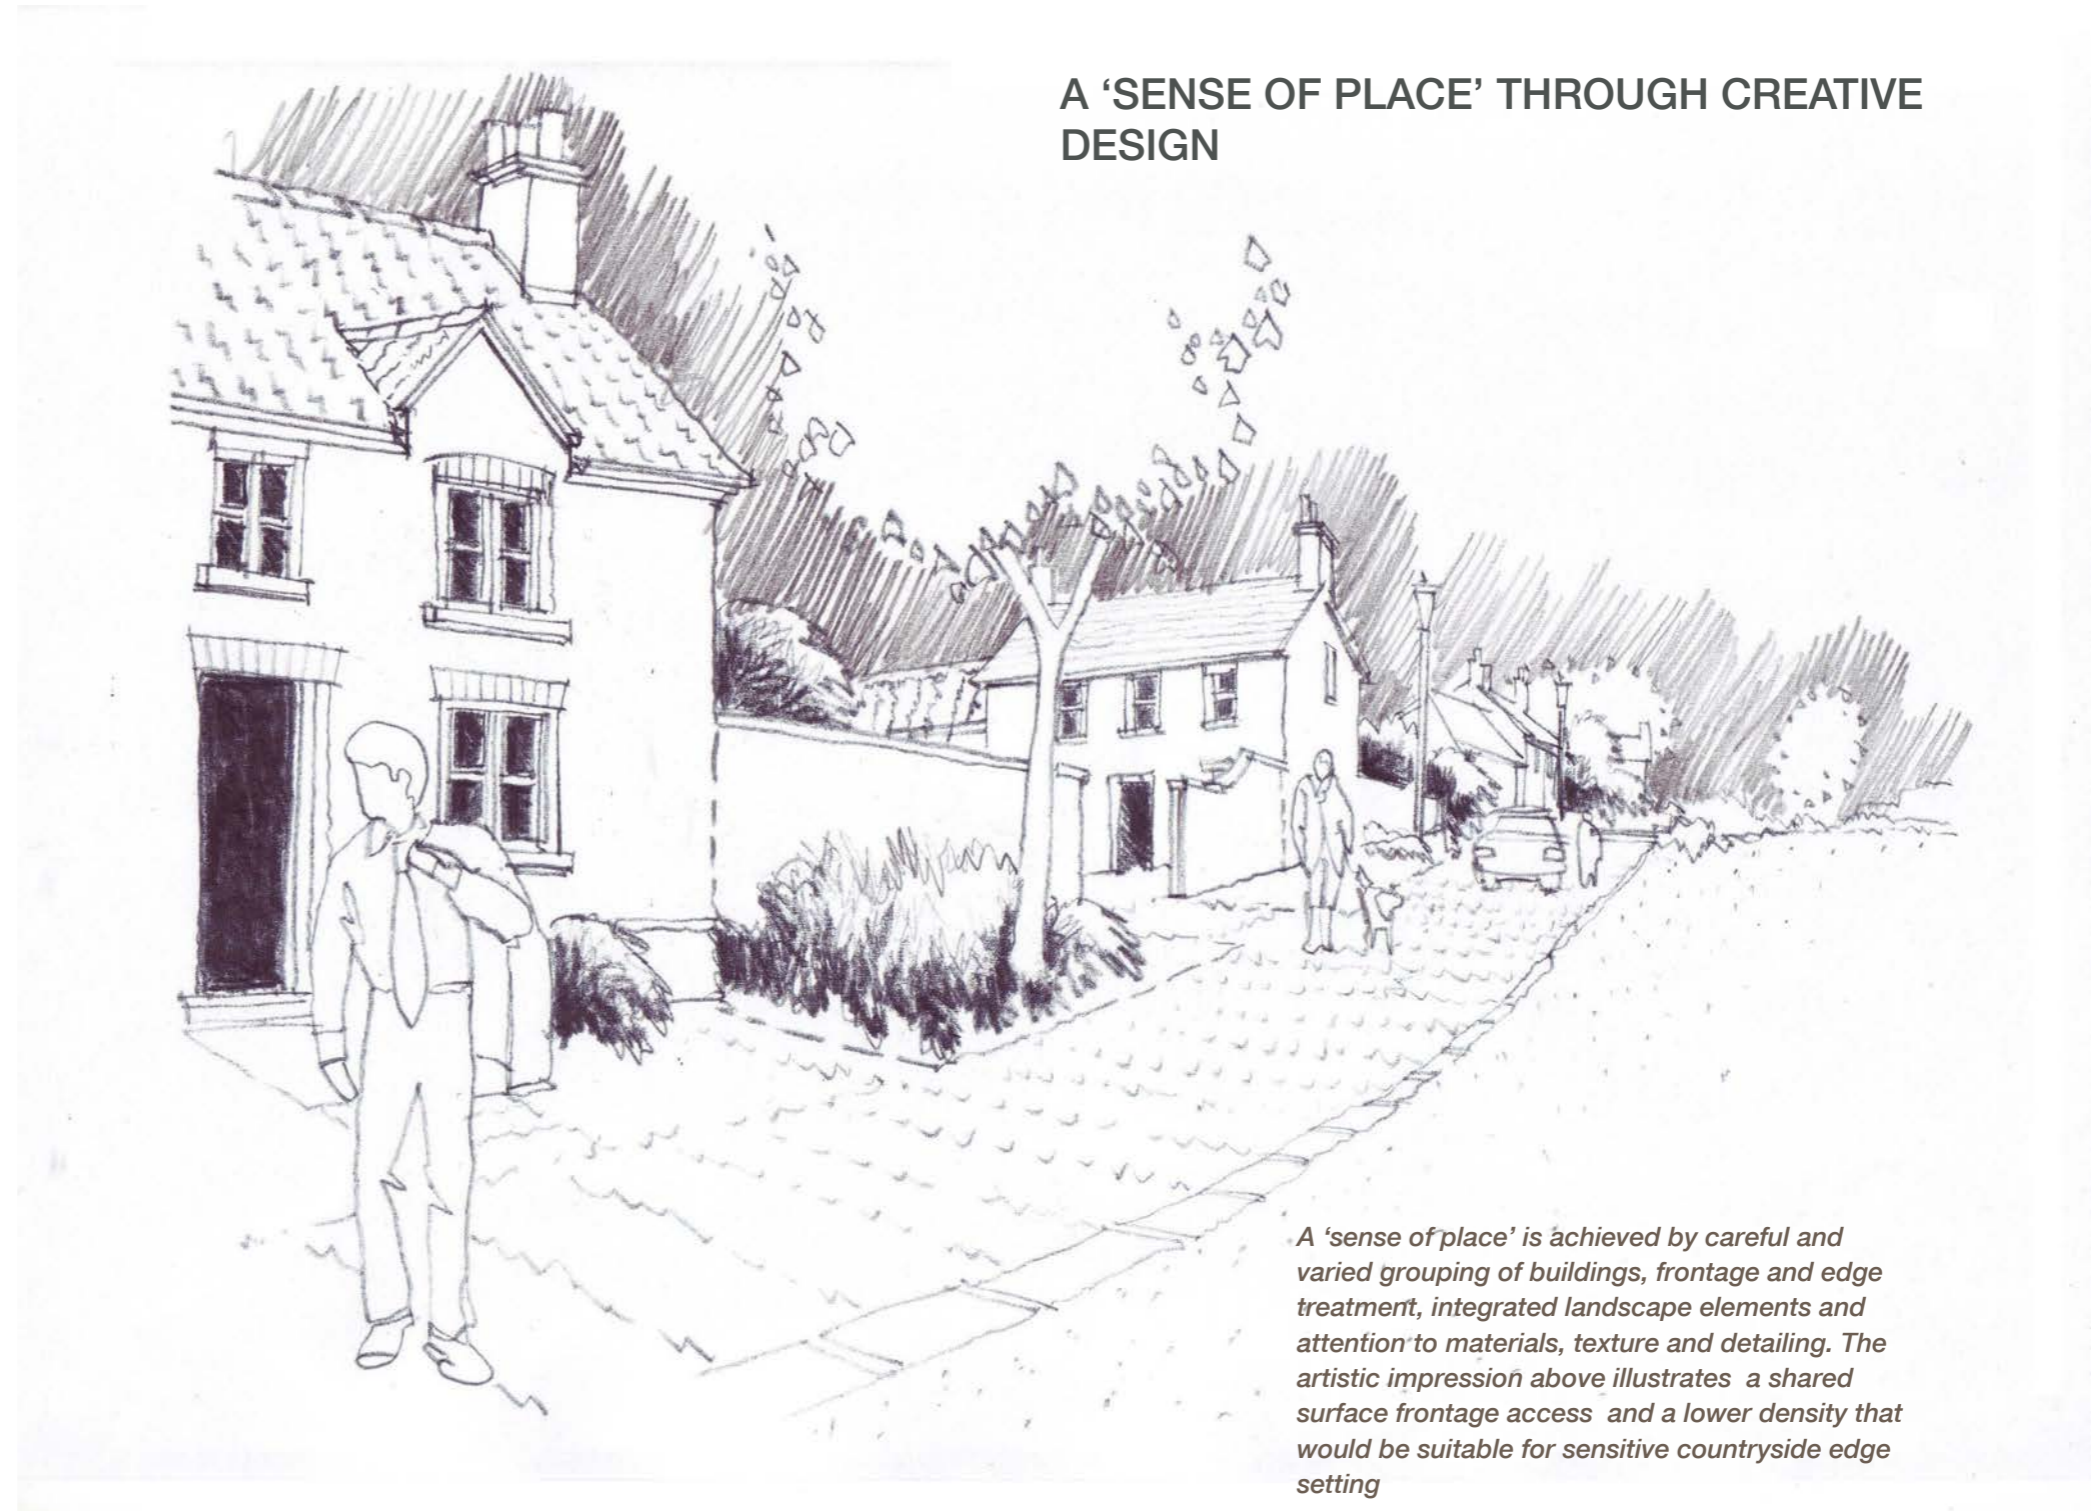 A ‘SENSE OF PLACE’ THROUGH CREATIVE
DESIGN
A ‘sense of place’ is achieved by careful and
varied grouping of buildings, frontage and edge
treatment, integrated landscape elements and
attention to materials, texture and detailing. The
artistic impression above illustrates  a shared
surface frontage access  and a lower density that
would be suitable for sensitive countryside edge
setting